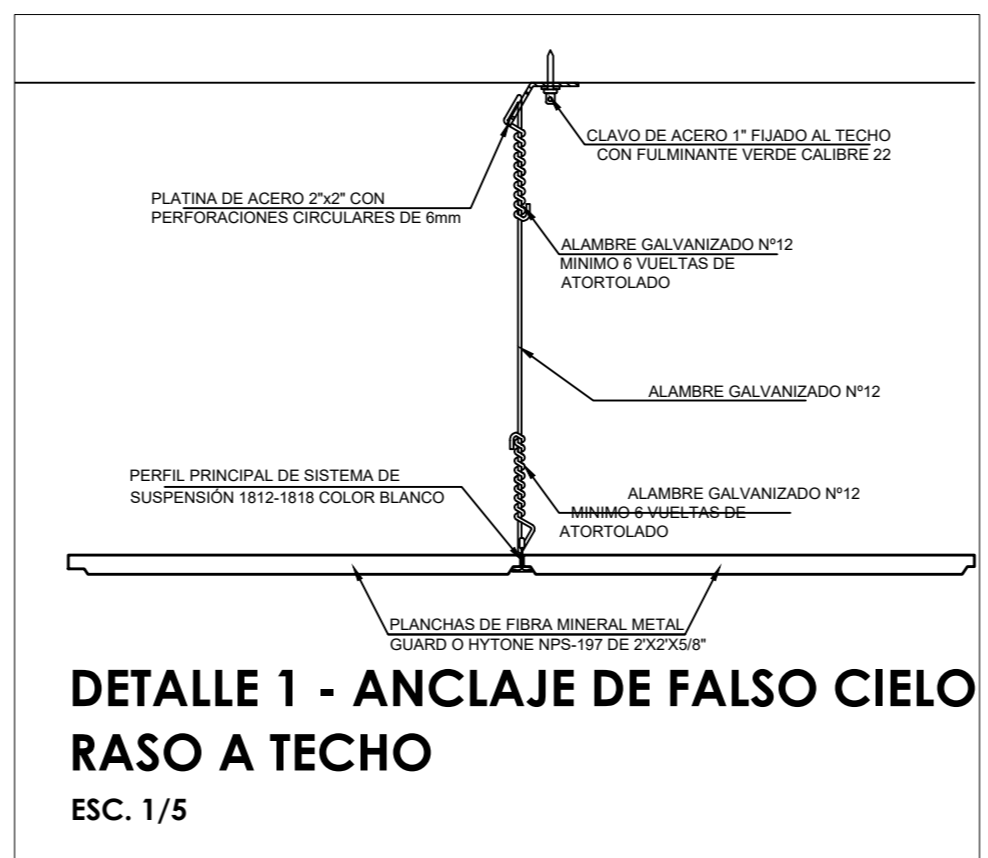 CLAVO DE ACERO 1" FIJADO AL TECHO
CON FULMINANTE VERDE CALIBRE 22
PLATINA DE ACERO 2"x2" CON
PERFORACIONES CIRCULARES DE 6mm
ALAMBRE GALVANIZADO Nº12
MINIMO 6 VUELTAS DE
ATORTOLADO
ALAMBRE GALVANIZADO Nº12
PERFIL PRINCIPAL DE SISTEMA DE
SUSPENSIÓN 1812-1818 COLOR BLANCO
ALAMBRE GALVANIZADO Nº12
MINIMO 6 VUELTAS DE
ATORTOLADO
PLANCHAS DE FIBRA MINERAL METAL
GUARD O HYTONE NPS-197 DE 2'X2'X5/8"
DETALLE 1 - ANCLAJE DE FALSO CIELO
RASO A TECHO
ESC. 1/5